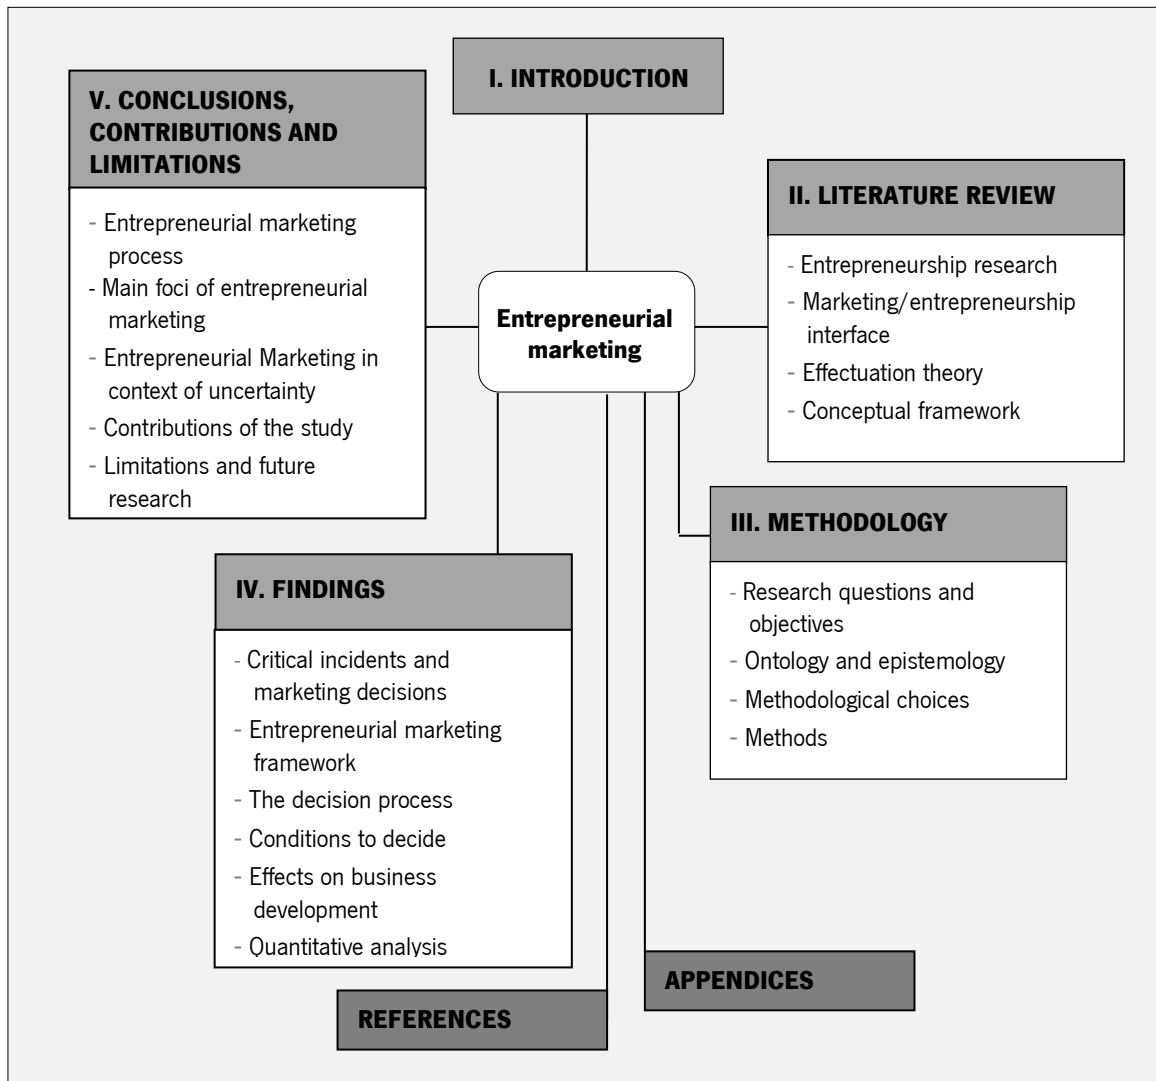 I. INTRODUCTION
V. CONCLUSIONS,
CONTRIBUTIONS AND
LIMITATIONS
- Entrepreneurial marketing
process
- Main foci of entrepreneurial
marketing
- Entrepreneurial Marketing in
context of uncertainty
- Contributions of the study
- Limitations and future
research
II. LITERATURE REVIEW
- Entrepreneurship research
- Marketing/entrepreneurship
interface
- Effectuation theory
- Conceptual framework
Entrepreneurial
marketing
III. METHODOLOGY
- Research questions and
objectives
- Ontology and epistemology
- Methodological choices
- Methods
IV. FINDINGS
- Critical incidents and
marketing decisions
- Entrepreneurial marketing
framework
- The decision process
- Conditions to decide
- Effects on business
development
- Quantitative analysis
APPENDICES
REFERENCES